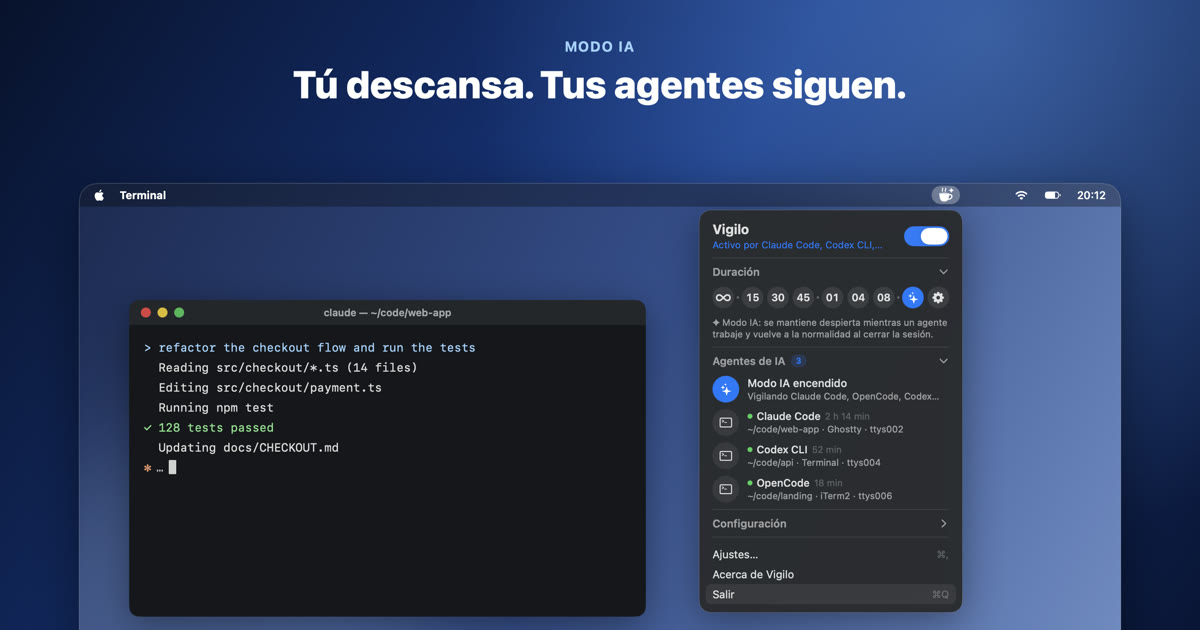 MODO IA
Tú descansa. Tus agentes siguen.
Terminal
20:12
Vigilo
Activo por Claude Code, Codex CLI,...
Duración
∞ · 15 30 45 · 01 04 08 ·
✦ Modo IA: se mantiene despierta mientras un agente
trabaje y vuelve a la normalidad al cerrar la sesión.
Agentes de IA 3
Modo IA encendido
Vigilando Claude Code, OpenCode, Codex...
Claude Code 2 h 14 min
~/code/web-app · Ghostty · ttys002
Codex CLI 52 min
~/code/api · Terminal · ttys004
OpenCode 18 min
~/code/landing · iTerm2 · ttys006
Configuración
Ajustes... ⌘,
Acerca de Vigilo
Salir ⌘Q
claude — ~/code/web-app
> refactor the checkout flow and run the tests
Reading src/checkout/*.ts (14 files)
Editing src/checkout/payment.ts
Running npm test
✓ 128 tests passed
Updating docs/CHECKOUT.md
✻ …